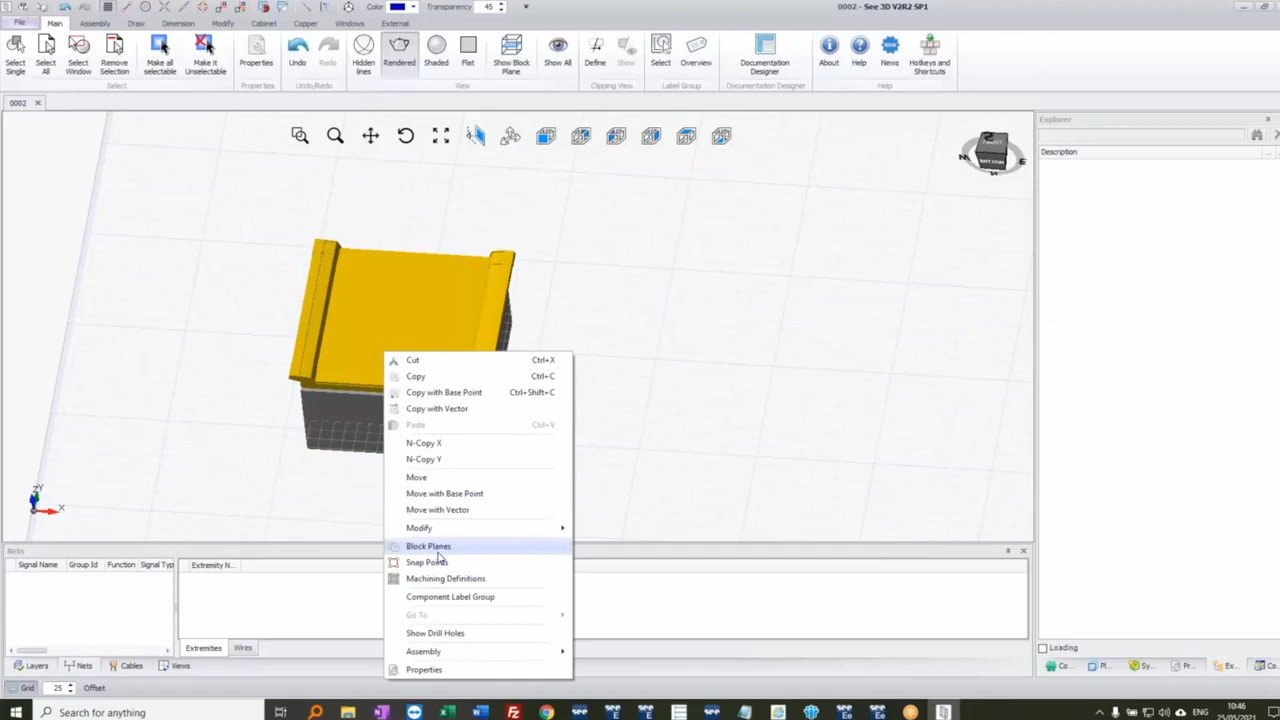 Color
Transparency 45
0002 - See 3D V2R2 SP1
File Main Assembly Draw Dimension Modify Cabinet Copper Windows External
Select Single
Select All
Select Window
Remove Selection
Make all selectable
Make it Unselectable
Properties
Undo
Redo
Hidden lines
Rendered
Shaded
Flat
Show Block Plane
Show All
Define
Show
Select
Overview
Documentation Designer
About
Help
News
Hotkeys and Shortcuts
Select
Properties
Undo/Redo
View
Clipping View
Label Group
Documentation Designer
Help
0002
Explorer
Description
S
E
Cut Ctrl+X
Copy Ctrl+C
Copy with Base Point Ctrl+Shift+C
Copy with Vector
Paste Ctrl+V
N-Copy X
N-Copy Y
Move
Move with Base Point
Move with Vector
Modify
Block Planes
Snap Points
Machining Definitions
Component Label Group
Go To
Show Drill Holes
Assembly
Properties
Z Y
X
Nets
Signal Name Group Id Function Signal Typ
Extremity N...
Extremities Wires
Layers Nets Cables Views
Loading
Co...
Pr...
Ex...
Co
Grid 25 Offset
Search for anything
10:46
25/05/2021